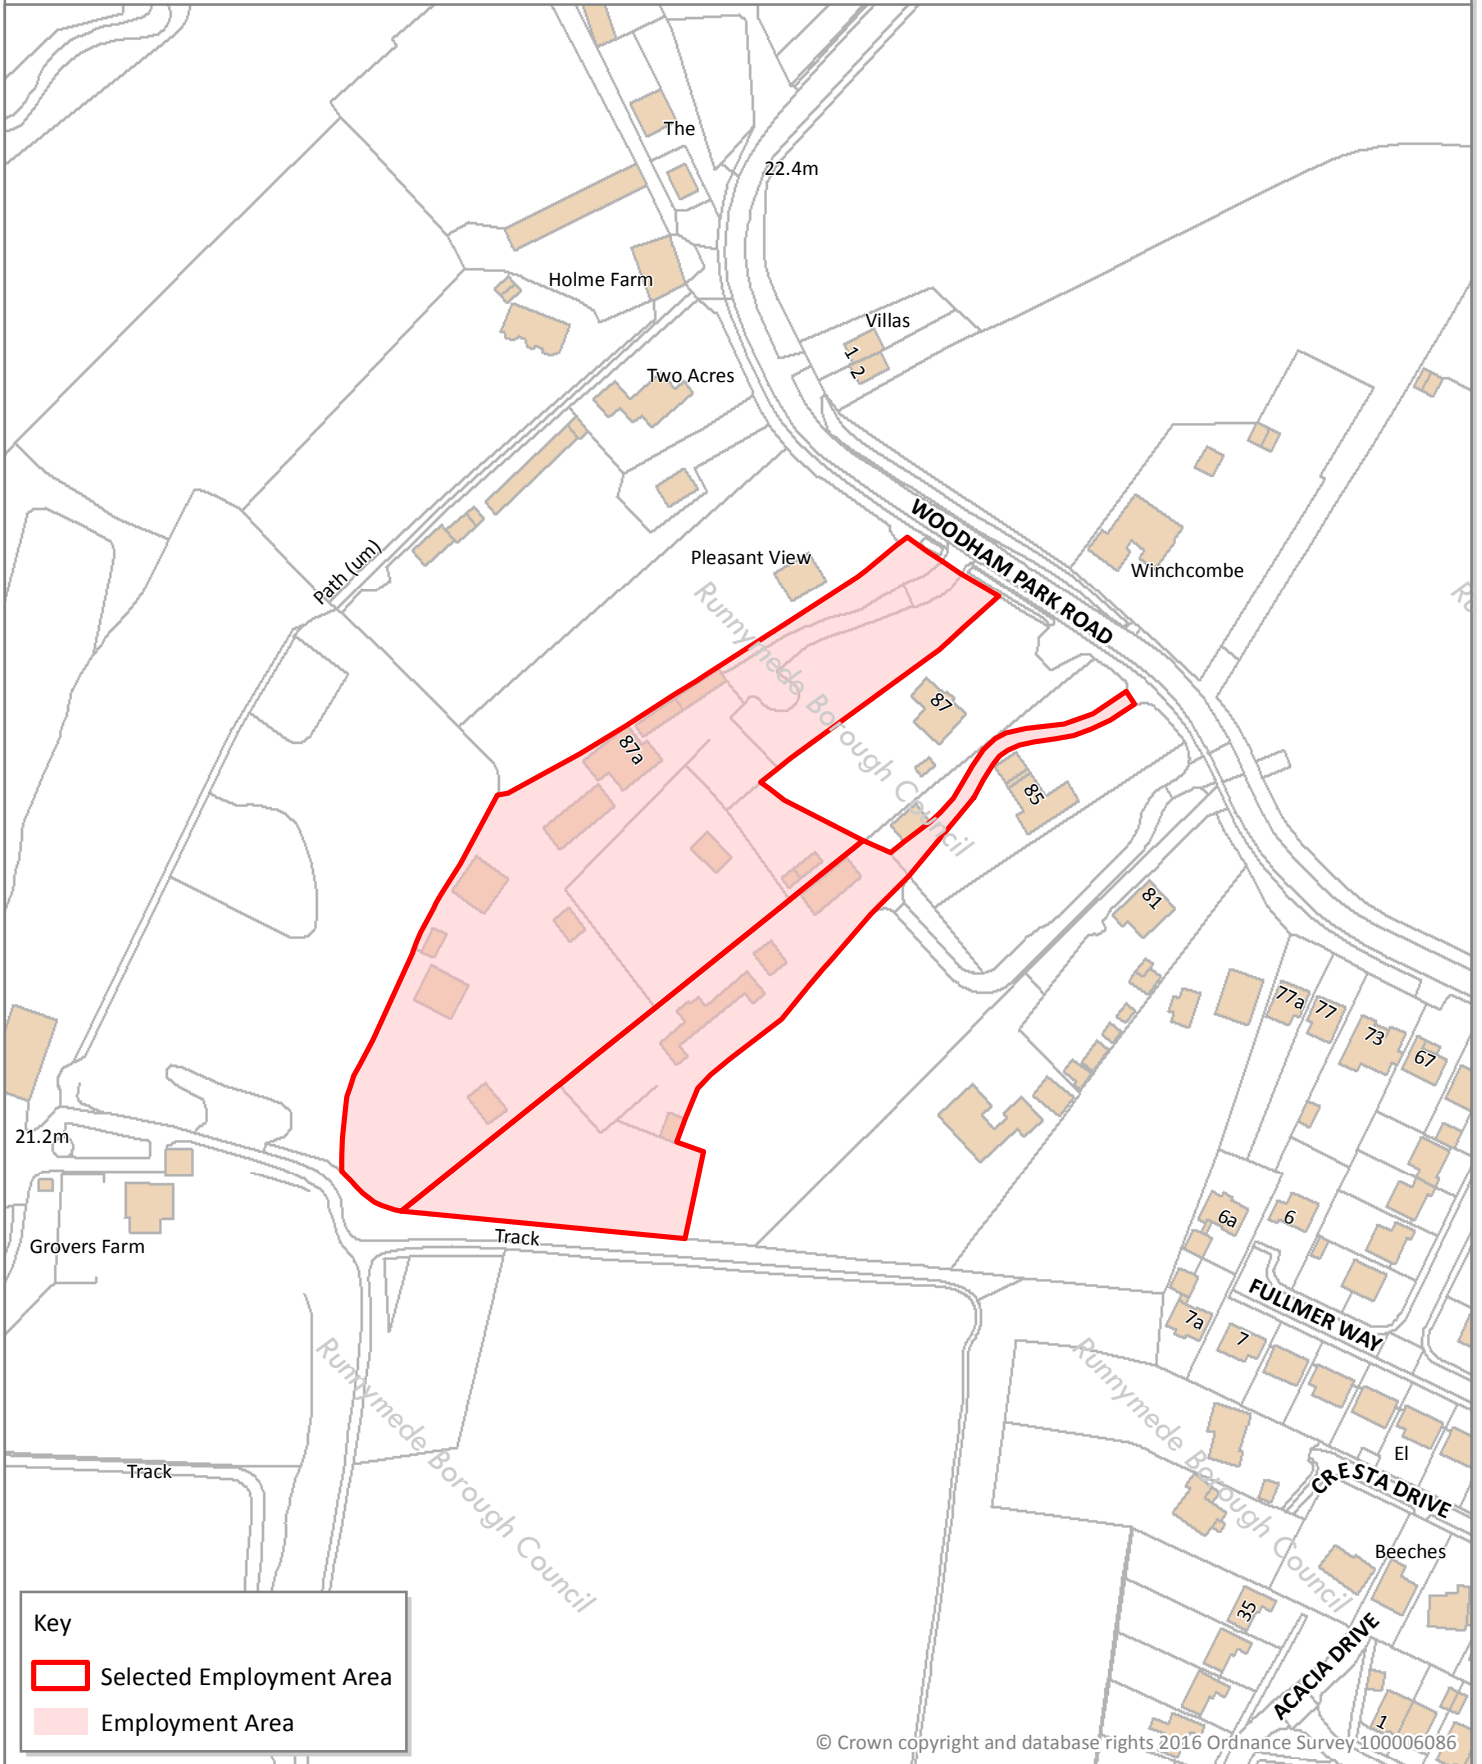 The
22.4m
Holme Farm
Villas
1
2
Two Acres
WOODHAM PARK ROAD
Path (um)
Pleasant View
Winchcombe
Runnymede Borough Council
87
87a
85
81
77a
77
73
67
21.2m
Grovers Farm
Track
6a
6
FULLMER WAY
7a
7
Runnymede Borough Council
Runnymede Borough Council
Track
El
CRESTA DRIVE
Beeches
35
ACACIA DRIVE
1
Key
Selected Employment Area
Employment Area
© Crown copyright and database rights 2016 Ordnance Survey 100006086